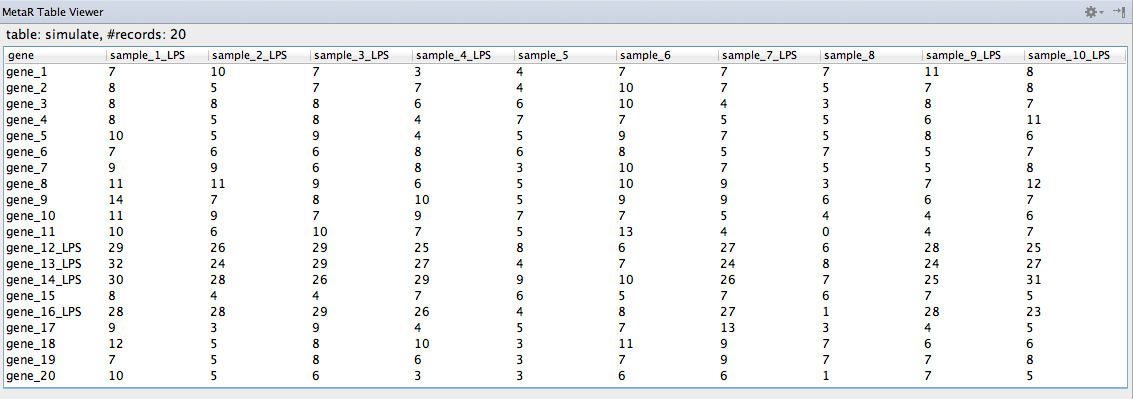 MetaR Table Viewer
table: simulate, #records: 20
gene sample_1_LPS sample_2_LPS sample_3_LPS sample_4_LPS sample_5 sample_6 sample_7_LPS sample_8 sample_9_LPS sample_10_LPS
gene_1 7 10 7 3 4 7 7 7 11 8
gene_2 8 5 7 7 4 10 7 5 7 8
gene_3 8 8 8 6 6 10 4 3 8 7
gene_4 8 5 8 4 7 7 5 5 6 11
gene_5 10 5 9 4 5 9 7 5 8 6
gene_6 7 6 6 8 6 8 5 7 5 7
gene_7 9 9 6 8 3 10 7 5 5 8
gene_8 11 11 9 6 5 10 9 3 7 12
gene_9 14 7 8 10 5 9 9 6 6 7
gene_10 11 9 7 9 7 7 5 4 4 6
gene_11 10 6 10 7 5 13 4 0 4 7
gene_12_LPS 29 26 29 25 8 6 27 6 28 25
gene_13_LPS 32 24 29 27 4 7 24 8 24 27
gene_14_LPS 30 28 26 29 9 10 26 7 25 31
gene_15 8 4 4 7 6 5 7 6 7 5
gene_16_LPS 28 28 29 26 4 8 27 1 28 23
gene_17 9 3 9 4 5 7 13 3 4 5
gene_18 12 5 8 10 3 11 9 7 6 6
gene_19 7 5 8 6 3 7 9 7 7 8
gene_20 10 5 6 3 3 6 6 1 7 5